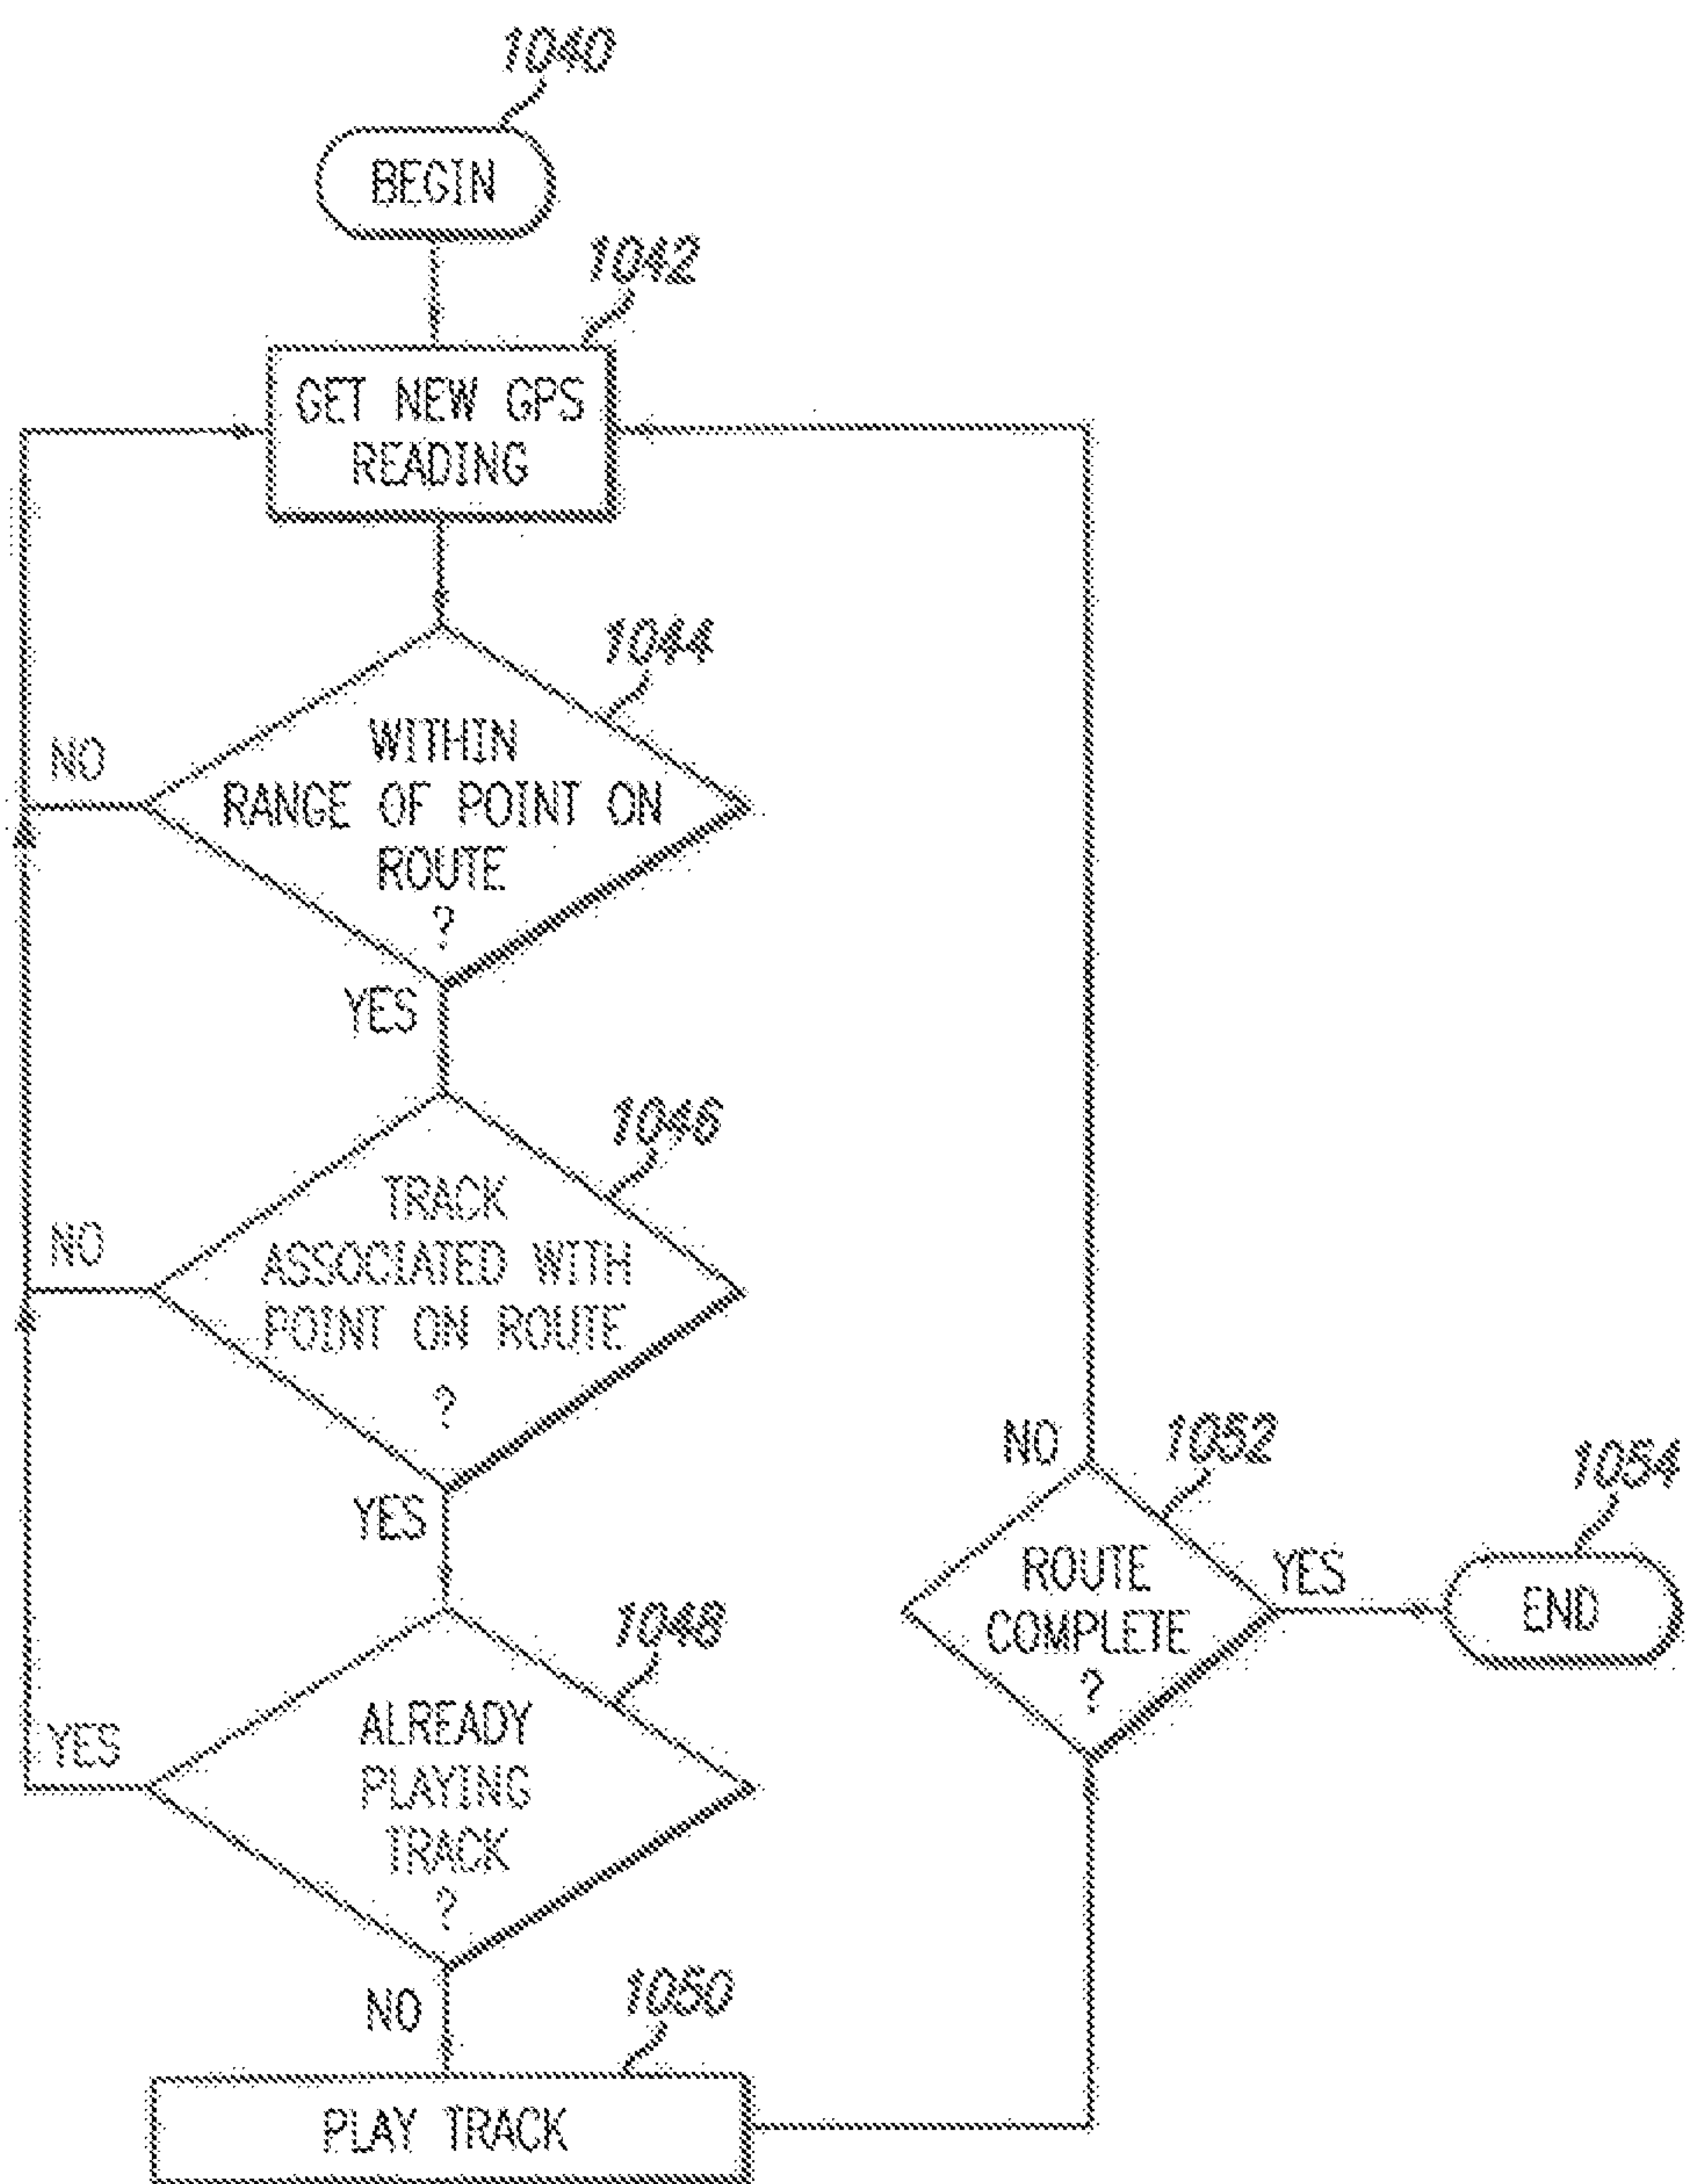 1040
BEGIN
1042
GET NEW GPS
READING
1044
NO
WITHIN
RANGE OF POINT ON
ROUTE
?
YES
1046
NO
TRACK
ASSOCIATED WITH
POINT ON ROUTE
?
YES
1048
YES
ALREADY
PLAYING
TRACK
?
NO
1050
PLAY TRACK
NO
1052
ROUTE
COMPLETE
?
YES
1054
END